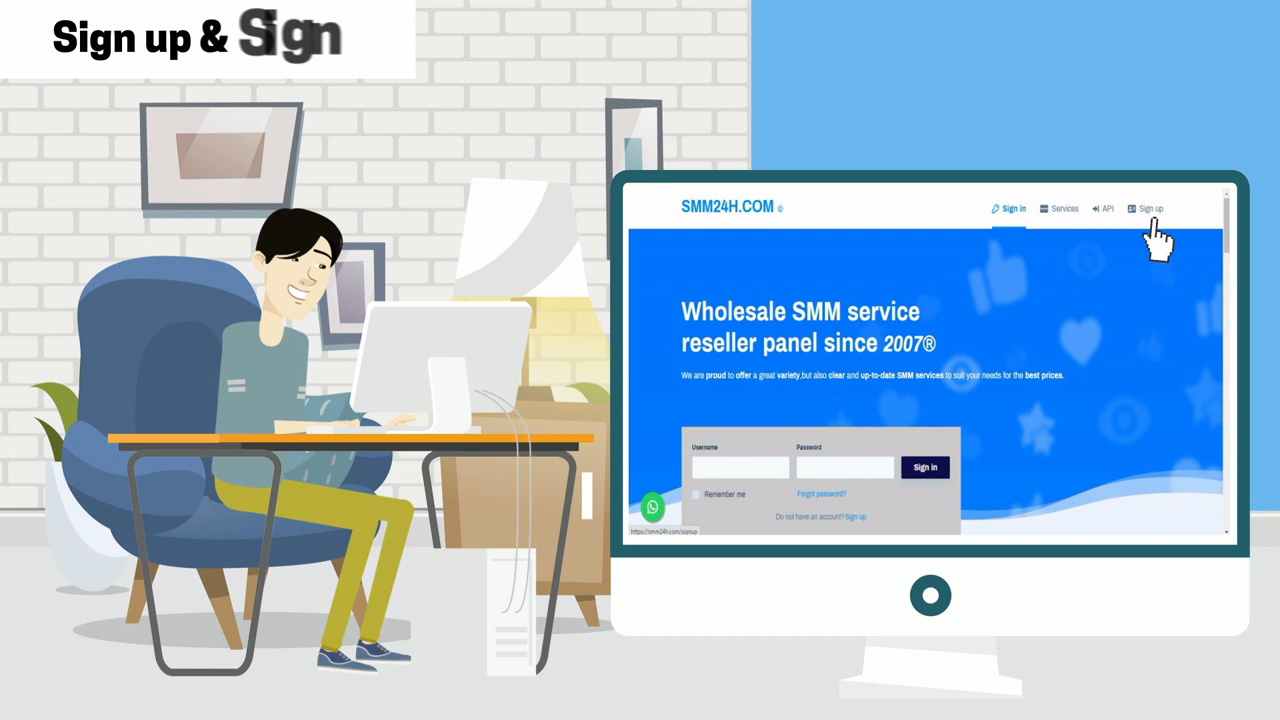 Sign up & Sign
SMM24H.COM
Sign in
Services
API
Sign up
Wholesale SMM service
reseller panel since 2007®
We are proud to offer a great variety,but also clear and up-to-date SMM services to suit your needs for the best prices.
Username
Password
Sign in
Remember me
Forgot password?
Do not have an account? Sign up
https://smm24h.com/signup